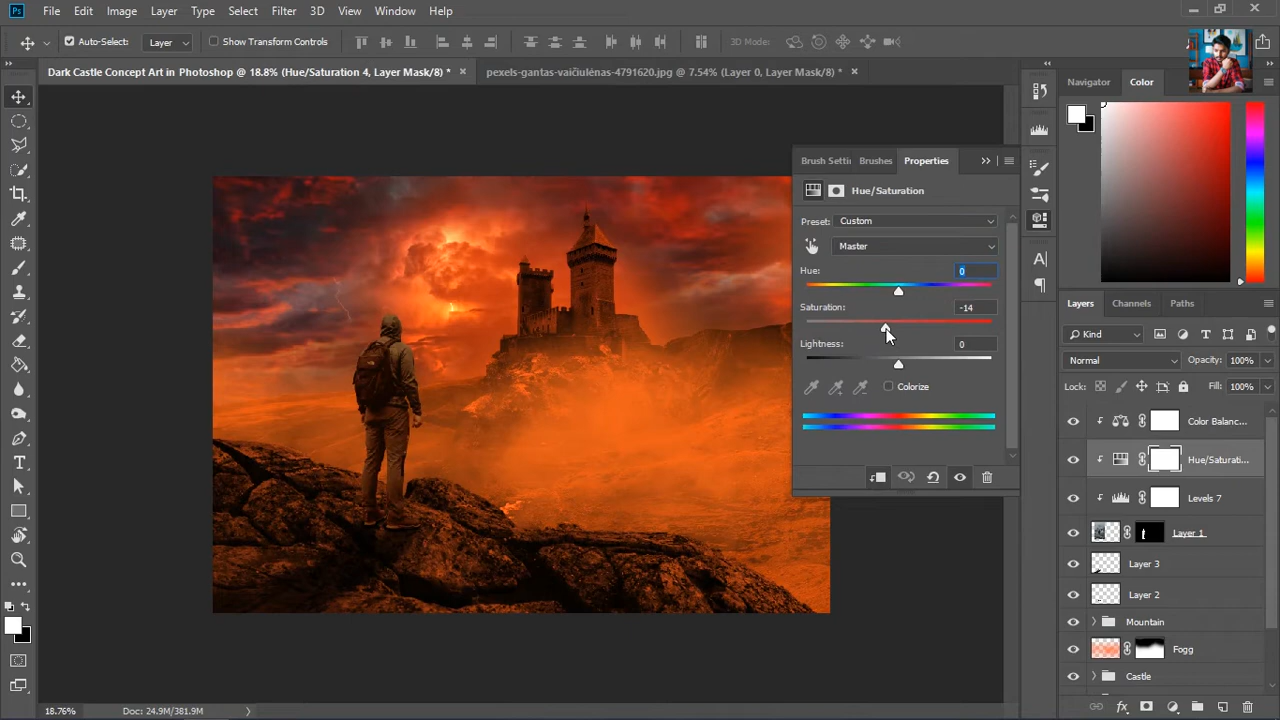 Ps File Edit Image Layer Type Select Filter 3D View Window Help
Auto-Select: Layer Show Transform Controls 3D Mode:
Dark Castle Concept Art in Photoshop @ 18.8% (Hue/Saturation 4, Layer Mask/8) * × pexels-gantas-vaičiulėnas-4791620.jpg @ 7.54% (Layer 0, Layer Mask/8) * ×
Navigator Color
Brush Setti Brushes Properties
Hue/Saturation
Preset: Custom
Master
Hue: 0
Saturation: -14
Lightness: 0
Colorize
Layers Channels Paths
Kind
Normal Opacity: 100%
Lock: Fill: 100%
Color Balanc...
Hue/Saturati...
Levels 7
Layer 1
Layer 3
Layer 2
Mountain
Fogg
Castle
18.76% Doc: 24.9M/381.9M